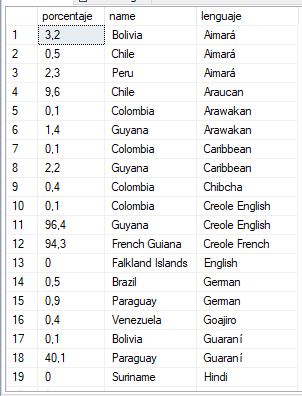 porcentaje name lenguaje
1 3,2 Bolivia Aimará
2 0,5 Chile Aimará
3 2,3 Peru Aimará
4 9,6 Chile Araucan
5 0,1 Colombia Arawakan
6 1,4 Guyana Arawakan
7 0,1 Colombia Caribbean
8 2,2 Guyana Caribbean
9 0,4 Colombia Chibcha
10 0,1 Colombia Creole English
11 96,4 Guyana Creole English
12 94,3 French Guiana Creole French
13 0 Falkland Islands English
14 0,5 Brazil German
15 0,9 Paraguay German
16 0,4 Venezuela Goajiro
17 0,1 Bolivia Guaraní
18 40,1 Paraguay Guaraní
19 0 Suriname Hindi